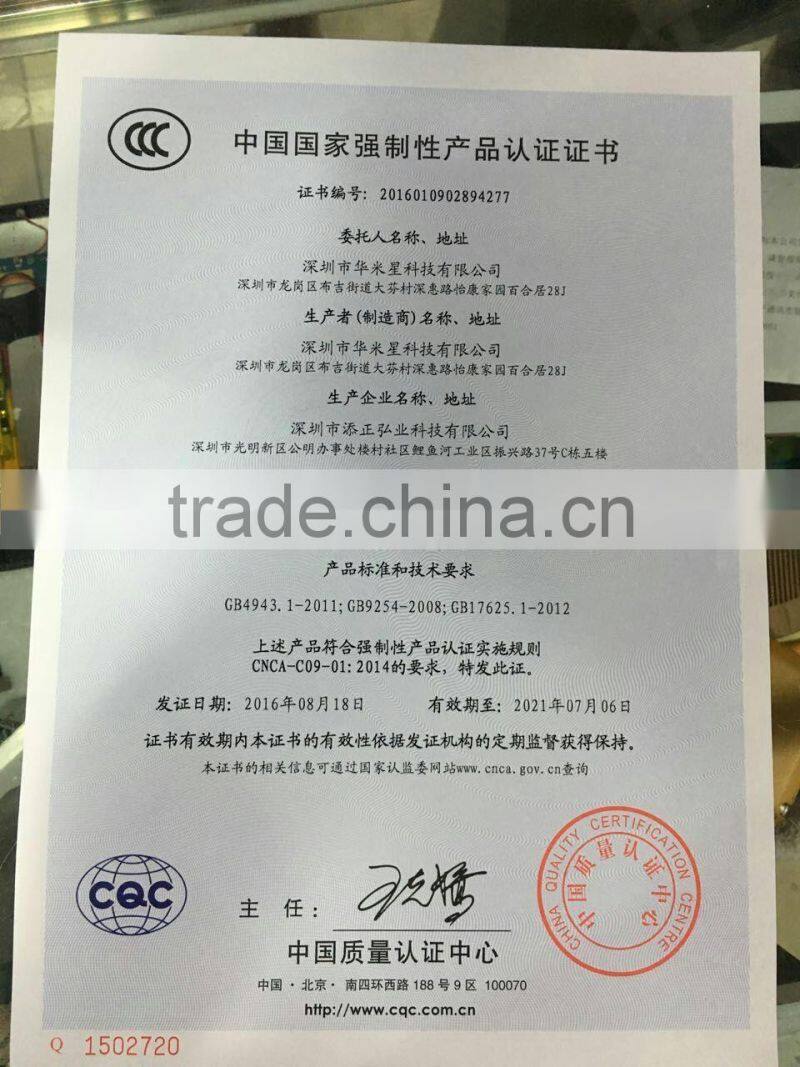 CCC
中国国家强制性产品认证证书
证书编号: 2016010902894277
委托人名称、地址
深圳市华米星科技有限公司
深圳市龙岗区布吉街道大芬村深惠路怡康家园百合居28J
生产者(制造商)名称、地址
深圳市华米星科技有限公司
深圳市龙岗区布吉街道大芬村深惠路怡康家园百合居28J
生产企业名称、地址
深圳市添正弘业科技有限公司
深圳市光明新区公明办事处楼村社区鲤鱼河工业区振兴路37号C栋五楼
trade.china.cn
产品标准和技术要求
GB4943.1-2011;GB9254-2008;GB17625.1-2012
上述产品符合强制性产品认证实施规则
CNCA-C09-01:2014的要求, 特发此证。
发证日期: 2016年08月18日 有效期至: 2021年07月06日
证书有效期内本证书的有效性依据发证机构的定期监督获得保持。
本证书的相关信息可通过国家认监委网站www.cnca.gov.cn查询
CQC
主 任:
中国质量认证中心
中国·北京·南四环西路188号9区 100070
http://www.cqc.com.cn
CHINA QUALITY CERTIFICATION CENTRE
中国质量认证中心
Q 1502720